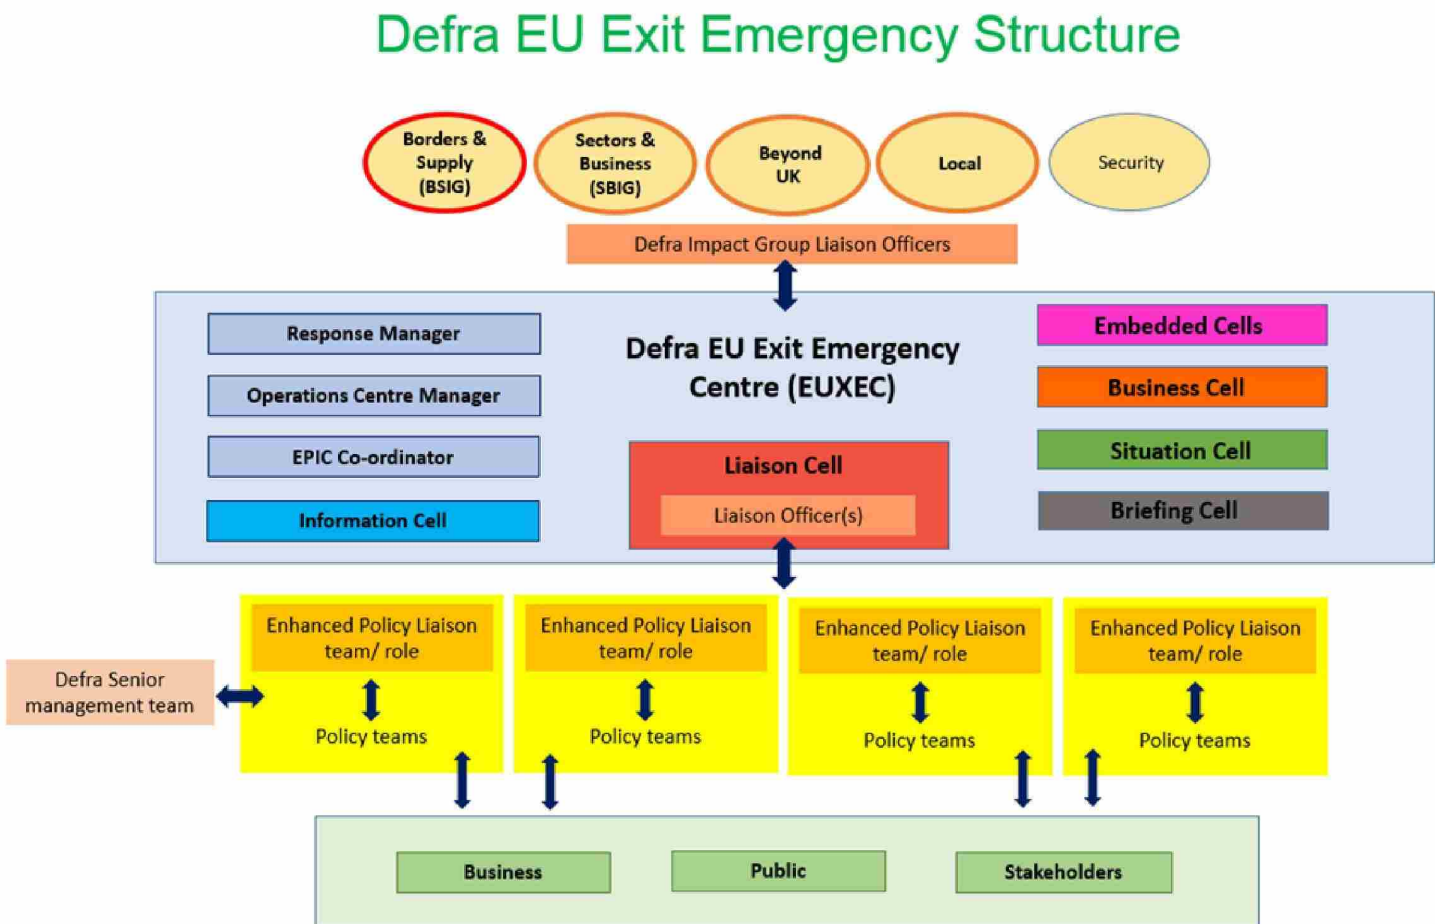 Defra EU Exit Emergency Structure
Borders &
Supply
(BSIG)
Sectors &
Business
(SBIG)
Beyond
UK
Local
Security
Defra Impact Group Liaison Officers
Response Manager
Operations Centre Manager
EPIC Co-ordinator
Information Cell
Defra EU Exit Emergency
Centre (EUXEC)
Liaison Cell
Liaison Officer(s)
Embedded Cells
Business Cell
Situation Cell
Briefing Cell
Defra Senior
management team
Enhanced Policy Liaison
team/ role
Policy teams
Enhanced Policy Liaison
team/ role
Policy teams
Enhanced Policy Liaison
team/ role
Policy teams
Enhanced Policy Liaison
team/ role
Policy teams
Business
Public
Stakeholders